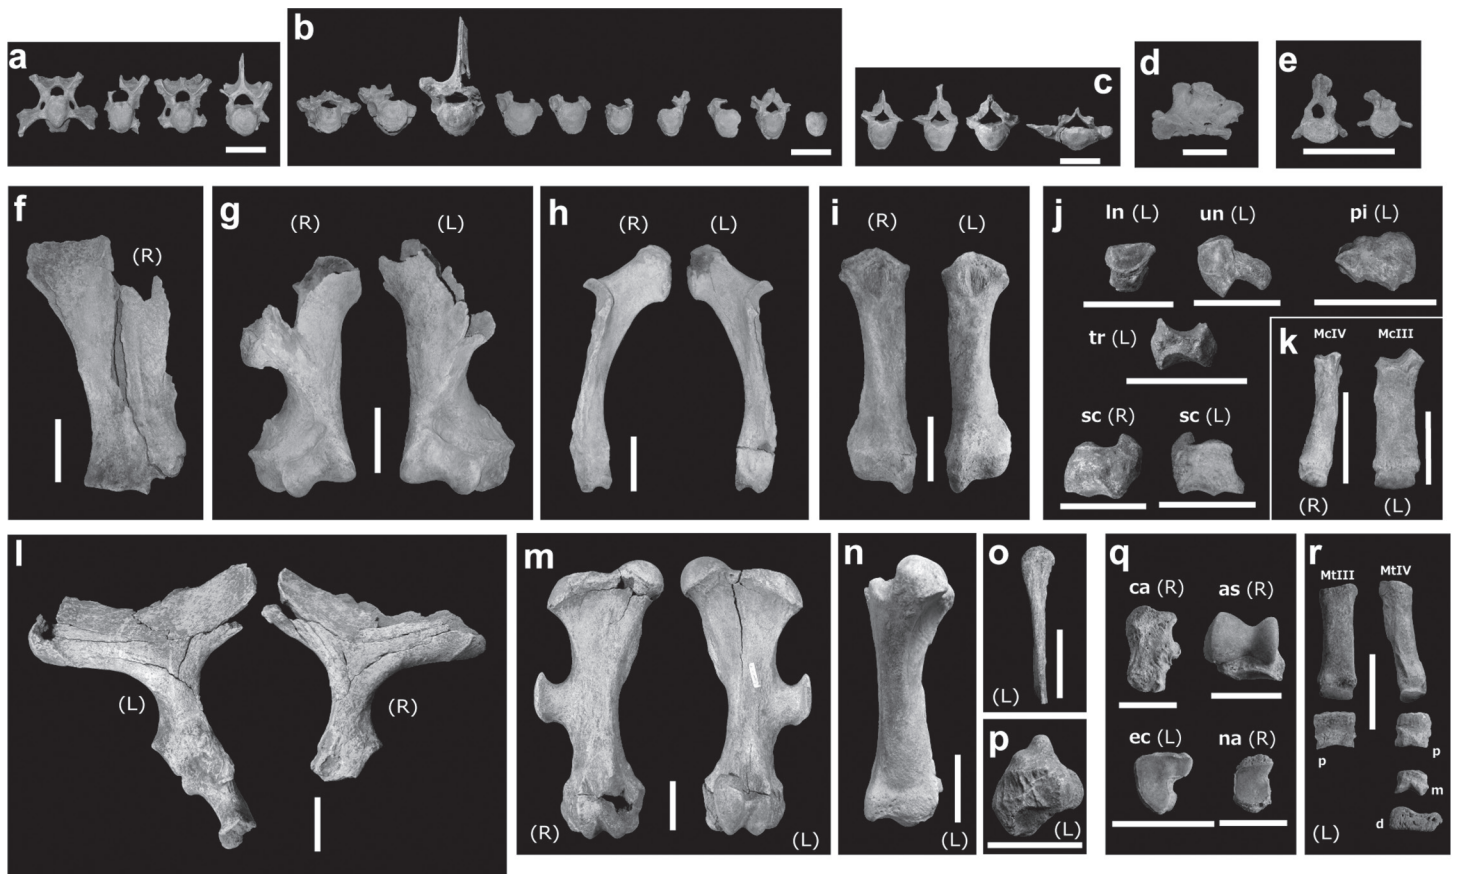 a
b
c
d
e
f
(R)
g
(R)
(L)
h
(R)
(L)
i
(R)
(L)
j
ln (L)
un (L)
pi (L)
tr (L)
sc (R)
sc (L)
k
McIV
McIII
(R)
(L)
l
(L)
(R)
m
(R)
(L)
n
(L)
o
(L)
p
(L)
q
ca (R)
as (R)
ec (L)
na (R)
r
MtIII
MtIV
p
p
m
d
(L)